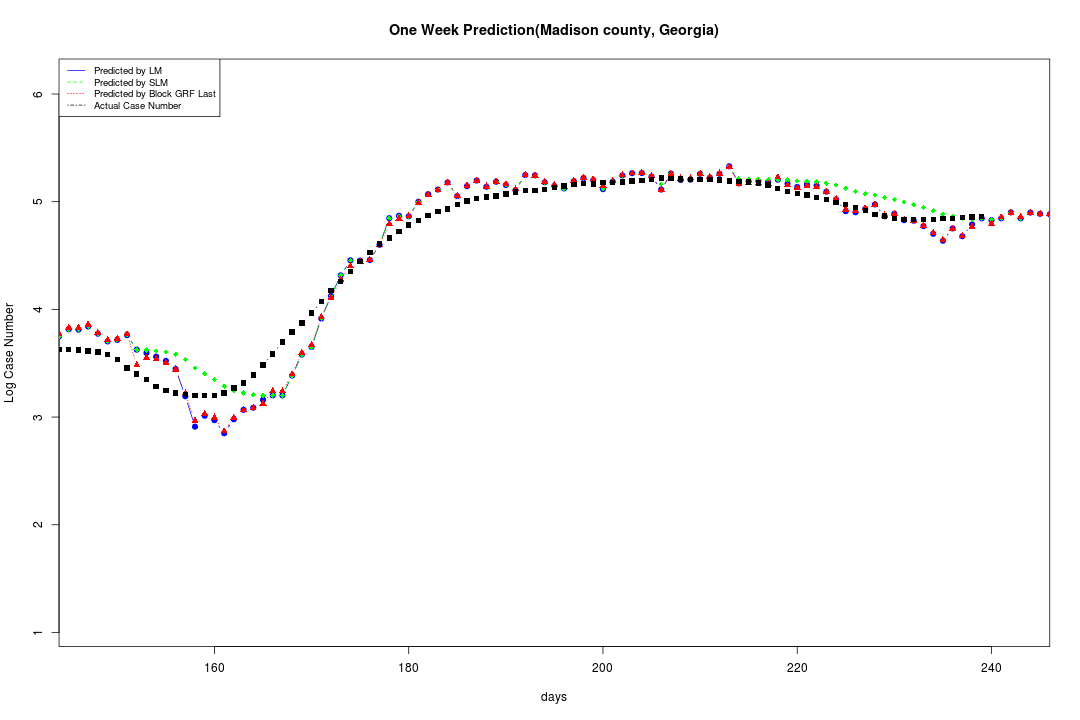 One Week Prediction(Madison county, Georgia)
Predicted by LM
Predicted by SLM
Predicted by Block GRF Last
Actual Case Number
6
5
4
3
2
1
Log Case Number
160 180 200 220 240
days